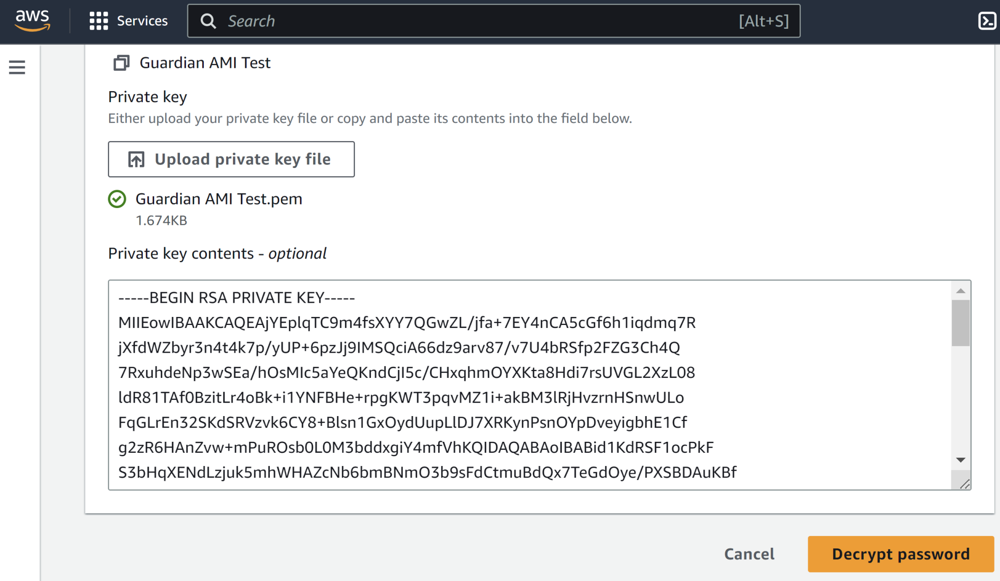 aws
Services
Search
[Alt+S]
Guardian AMI Test
Private key
Either upload your private key file or copy and paste its contents into the field below.
Upload private key file
Guardian AMI Test.pem
1.674KB
Private key contents - optional
-----BEGIN RSA PRIVATE KEY-----
MIIEowIBAAKCAQEAjYEplqTC9m4fsXYY7QGwZL/jfa+7EY4nCA5cGf6h1iqdmq7R
jXfdWZbyr3n4t4k7p/yUP+6pzJj9IMSQciA66dz9arv87/v7U4bRSfp2FZG3Ch4Q
7RxuhdeNp3wSEa/hOsMIc5aYeQKndCjI5c/CHxqhmOYXKta8Hdi7rsUVGL2XzL08
ldR81TAf0BzitLr4oBk+i1YNFBHe+rpgKWT3pqvMZ1i+akBM3lRjHvzrnHSnwULo
FqGLrEn32SKdSRVzvk6CY8+Blsn1GxOydUupLlDJ7XRKynPsnOYpDveyigbhE1Cf
g2zR6HAnZvw+mPuROsb0L0M3bddxgiY4mfVhKQIDAQABAoIBABid1KdRSF1ocPkF
S3bHqXENdLzjuk5mhWHAZcNb6bmBNmO3b9sFdCtmuBdQx7TeGdOye/PXSBDAuKBf
Cancel
Decrypt password